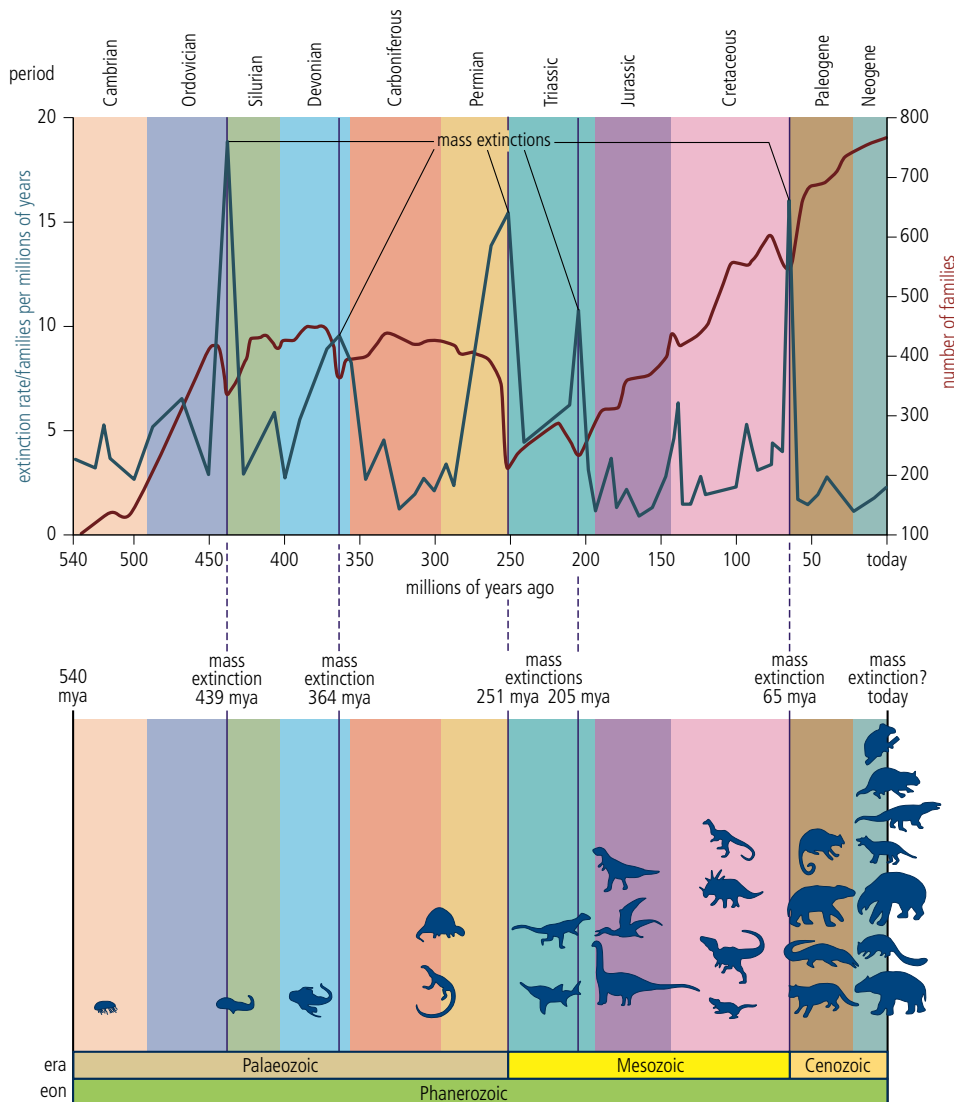 period
Cambrian
Ordovician
Silurian
Devonian
Carboniferous
Permian
Triassic
Jurassic
Cretaceous
Paleogene
Neogene
extinction rate/families per millions of years
20
15
10
5
0
mass extinctions
800
700
600
500
400
300
200
100
number of families
540 500 450 400 350 300 250 200 150 100 50 today
millions of years ago
540
mya
mass
extinction
439 mya
mass
extinction
364 mya
mass
extinctions
251 mya 205 mya
mass
extinction
65 mya
mass
extinction?
today
era Palaeozoic Mesozoic Cenozoic
eon Phanerozoic